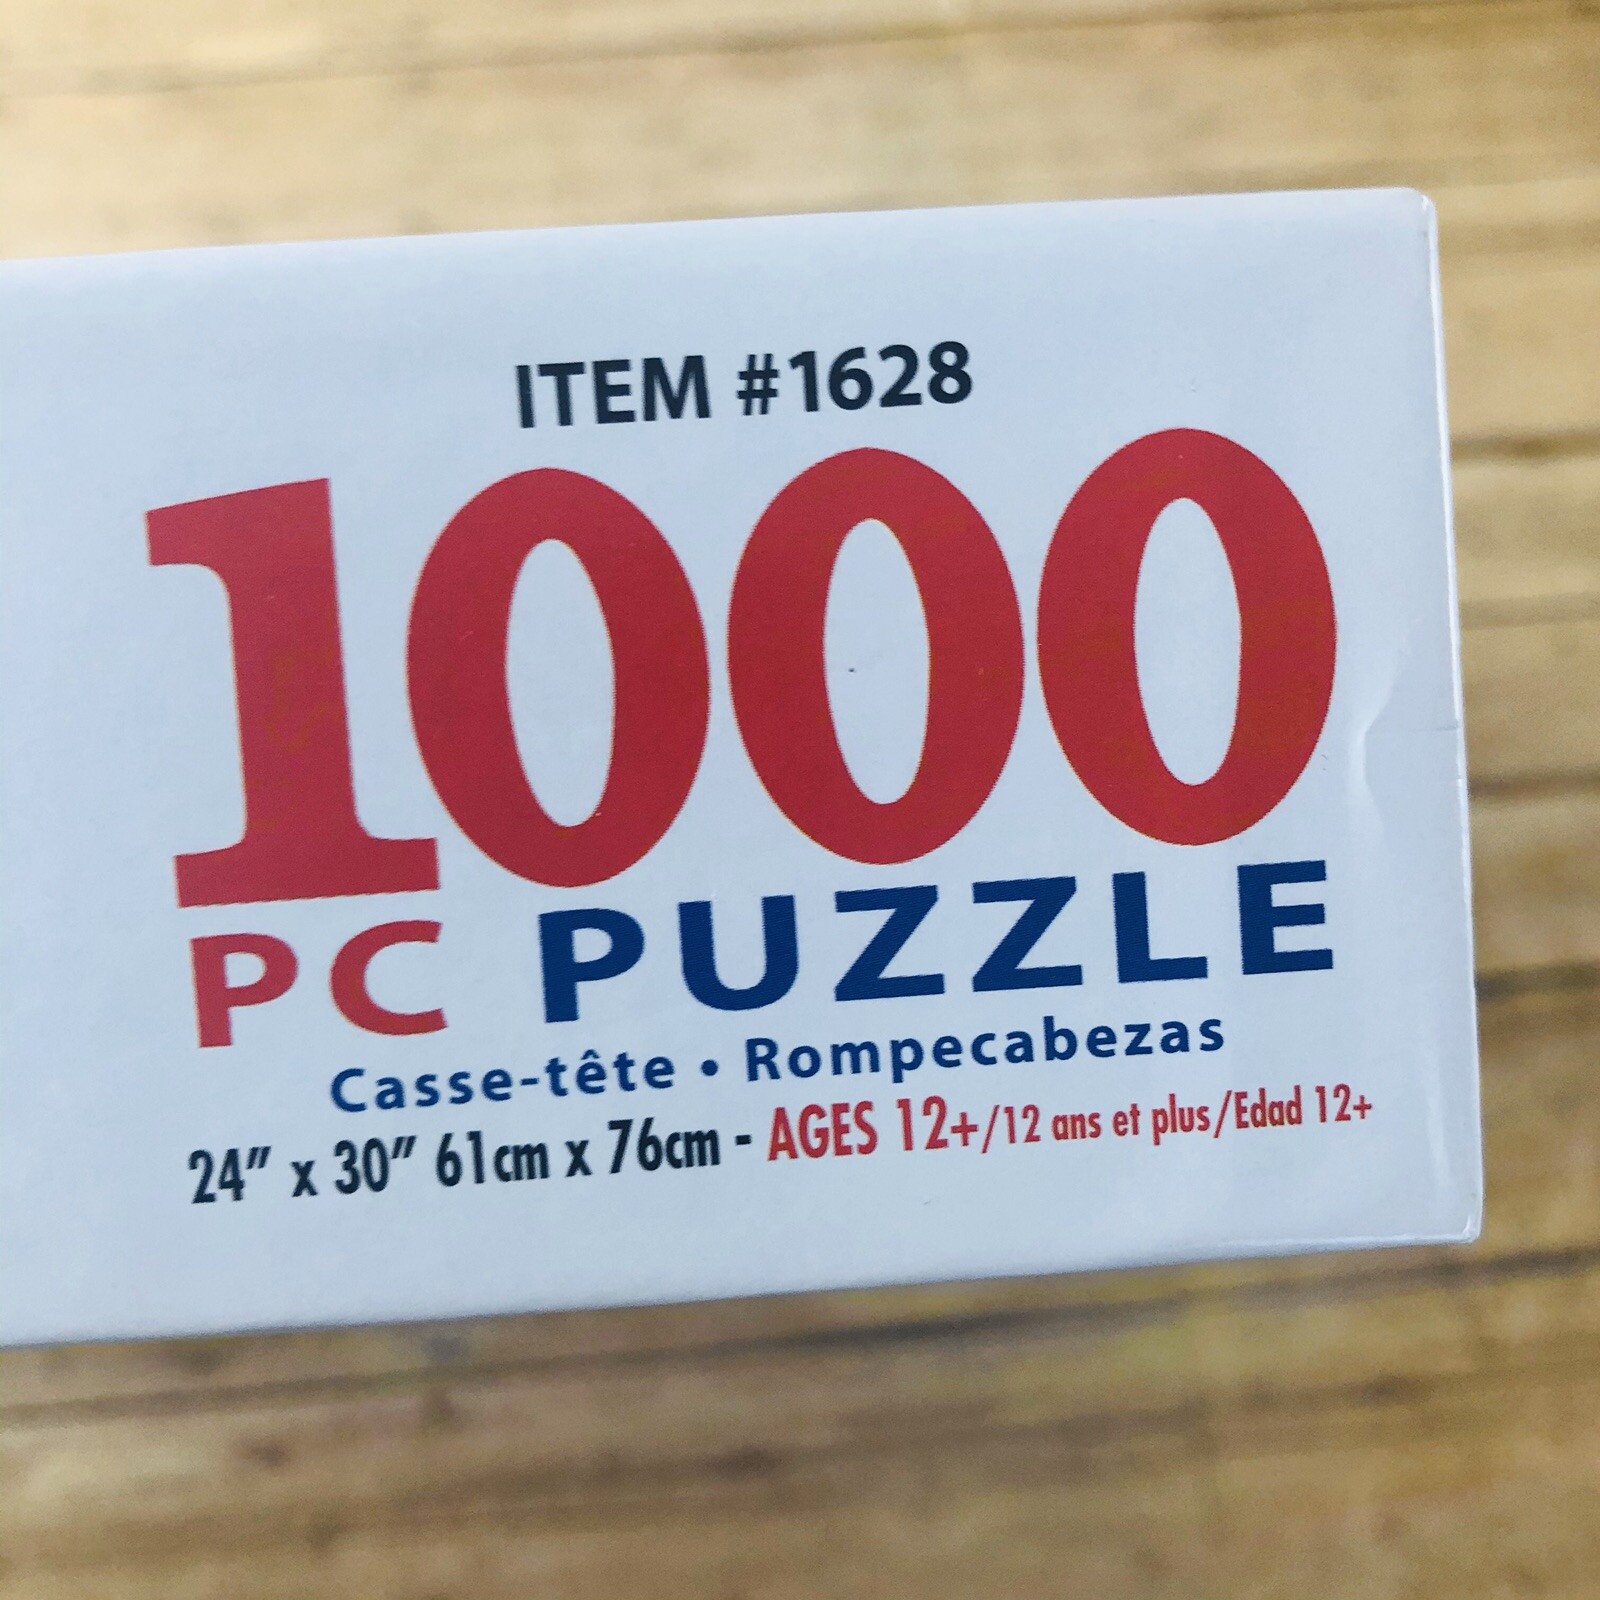 ITEM #1628
1000
PC PUZZLE
Casse-tête • Rompecabezas
24” x 30” 61cm x 76cm - AGES 12+/12 ans et plus/Edad 12+